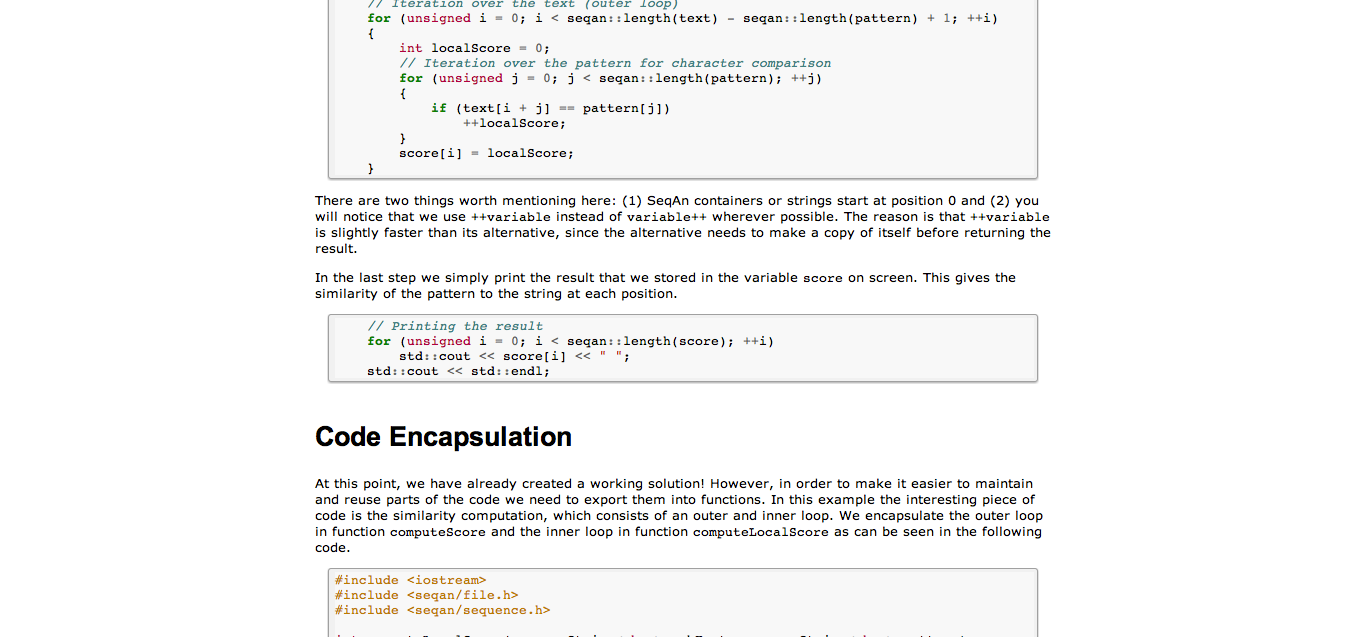 // Iteration over the text (outer loop)
for (unsigned i = 0; i < seqan::length(text) - seqan::length(pattern) + 1; ++i)
{
int localScore = 0;
// Iteration over the pattern for character comparison
for (unsigned j = 0; j < seqan::length(pattern); ++j)
{
if (text[i + j] == pattern[j])
++localScore;
}
score[i] = localScore;
}
There are two things worth mentioning here: (1) SeqAn containers or strings start at position 0 and (2) you
will notice that we use ++variable instead of variable++ wherever possible. The reason is that ++variable
is slightly faster than its alternative, since the alternative needs to make a copy of itself before returning the
result.
In the last step we simply print the result that we stored in the variable score on screen. This gives the
similarity of the pattern to the string at each position.
// Printing the result
for (unsigned i = 0; i < seqan::length(score); ++i)
std::cout << score[i] << " ";
std::cout << std::endl;
Code Encapsulation
At this point, we have already created a working solution! However, in order to make it easier to maintain
and reuse parts of the code we need to export them into functions. In this example the interesting piece of
code is the similarity computation, which consists of an outer and inner loop. We encapsulate the outer loop
in function computeScore and the inner loop in function computeLocalScore as can be seen in the following
code.
#include <iostream>
#include <seqan/file.h>
#include <seqan/sequence.h>